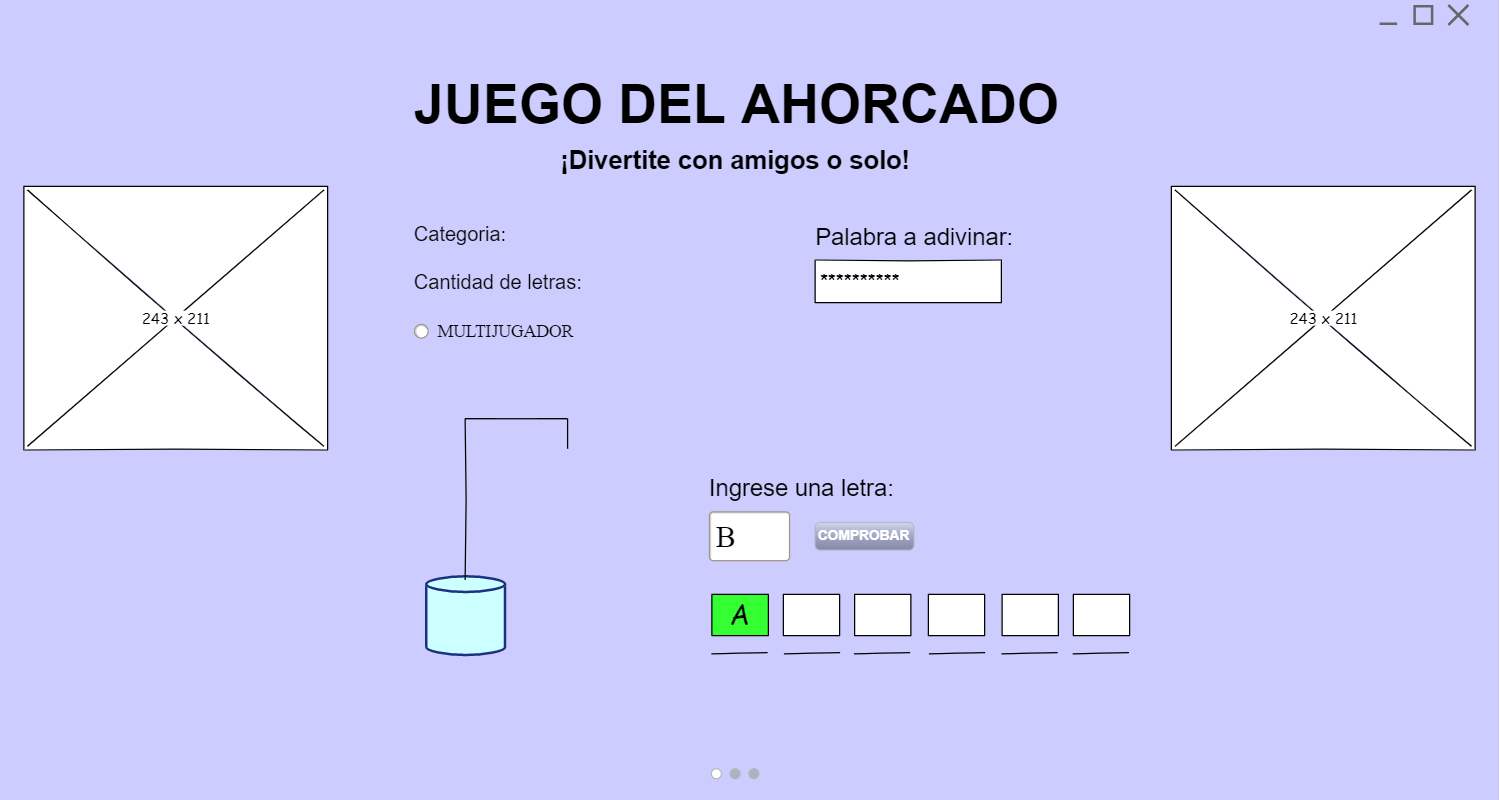 JUEGO DEL AHORCADO
¡Divertite con amigos o solo!
Categoria:
Palabra a adivinar:
**********
Cantidad de letras:
MULTIJUGADOR
243 x 211
243 x 211
Ingrese una letra:
B
COMPROBAR
A